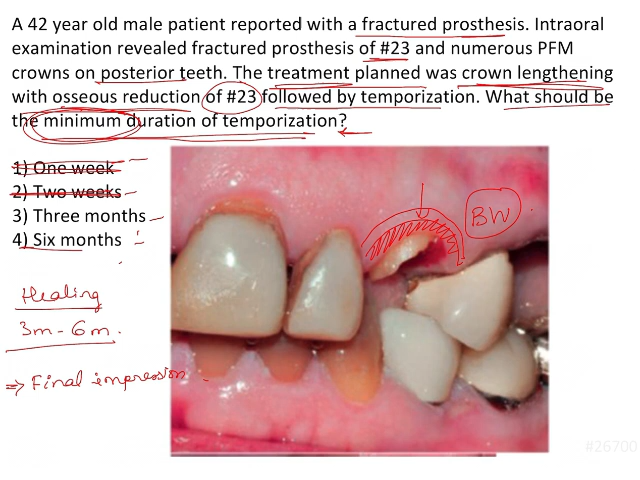 A 42 year old male patient reported with a fractured prosthesis. Intraoral
examination revealed fractured prosthesis of #23 and numerous PFM
crowns on posterior teeth. The treatment planned was crown lengthening
with osseous reduction of #23 followed by temporization. What should be
the minimum duration of temporization?
1) One week
2) Two weeks
3) Three months
4) Six months
BW
Healing
3m - 6m.
⇒ Final impression
#26700